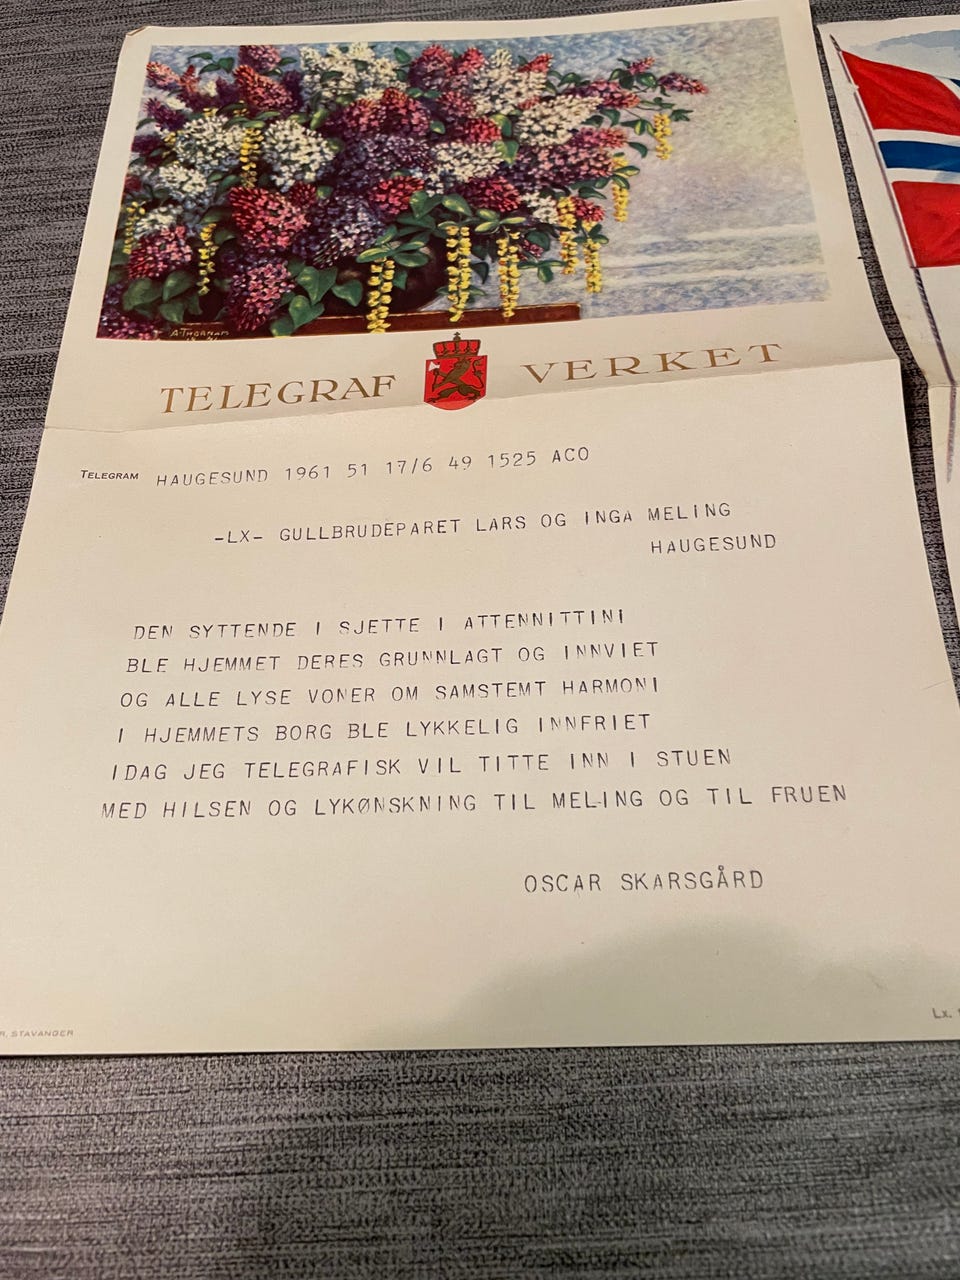 A. THORNAM
TELEGRAF VERKET
TELEGRAM HAUGESUND 1961 51 17/6 49 1525 ACO
-LX- GULLBRUDEPARET LARS OG INGA MELING
HAUGESUND
DEN SYTTENDE I SJETTE I ATTENNITTINI
BLE HJEMMET DERES GRUNNLAGT OG INNVIET
OG ALLE LYSE VONER OM SAMSTEMT HARMONI
I HJEMMETS BORG BLE LYKKELIG INNFRIET
IDAG JEG TELEGRAFISK VIL TITTE INN I STUEN
MED HILSEN OG LYKØNSKNING TIL MELING OG TIL FRUEN
OSCAR SKARSGÅRD
R, STAVANGER
Lx.